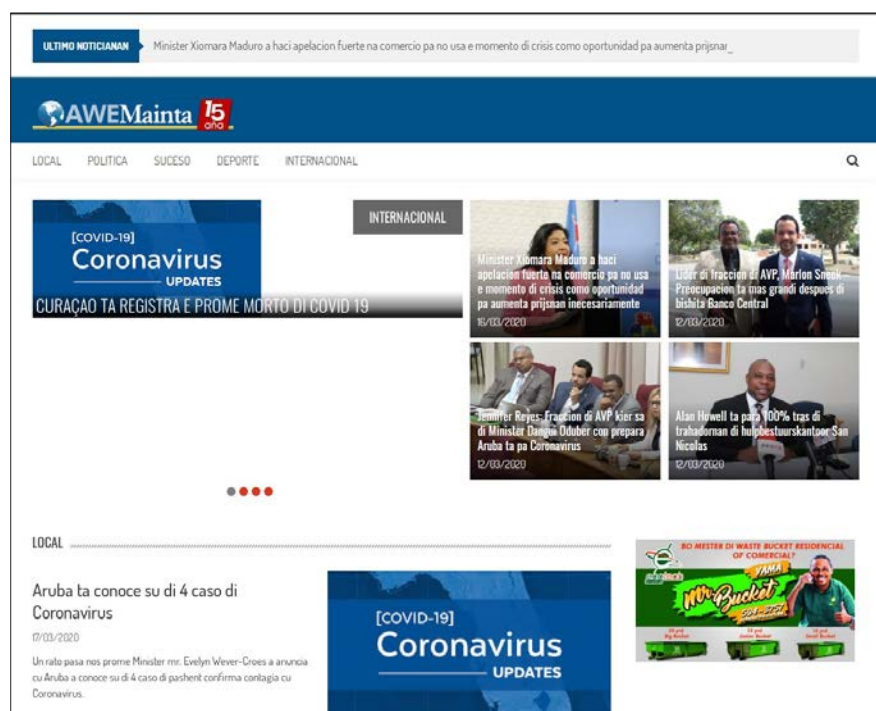 ULTIMO NOTICIANAN
Minister Xiomara Maduro a haci apelacion fuerte na comercio pa no usa e momento di crisis como oportunidad pa aumenta prijsnan_
AWEMainta 15
ana
LOCAL POLITICA SUCESO DEPORTE INTERNACIONAL
INTERNACIONAL
[COVID-19]
Coronavirus
UPDATES
CURAÇAO TA REGISTRA E PROME MORTO DI COVID 19
Minister Xiomara Maduro a haci
apelacion fuerte na comercio pa no usa
e momento di crisis como oportunidad
pa aumenta prijsnan inecesariamente
16/03/2020
Lider di fraccion di AVP, Marlon Sneek
Preocupacion ta mas grandi despues di
bishita Banco Central
12/03/2020
Jennifer Reyes: Fraccion di AVP kier sa
di Minister Dangui Oduber con prepara
Aruba ta pa Coronavirus
12/03/2020
Alan Howell ta para 100% tras di
trahadornan di hulpbestuurskantoor San
Nicolas
12/03/2020
LOCAL
Aruba ta conoce su di 4 caso di
Coronavirus
17/03/2020
Un rato pasa nos prome Minister mr. Evelyn Wever-Croes a anuncia
cu Aruba a conoce su di 4 caso di pashent confirma contagia cu
Coronavirus.
[COVID-19]
Coronavirus
UPDATES
BO MESTER DI WASTE BUCKET RESIDENCIAL
OF COMERCIAL?
YAMA
Mr. Bucket